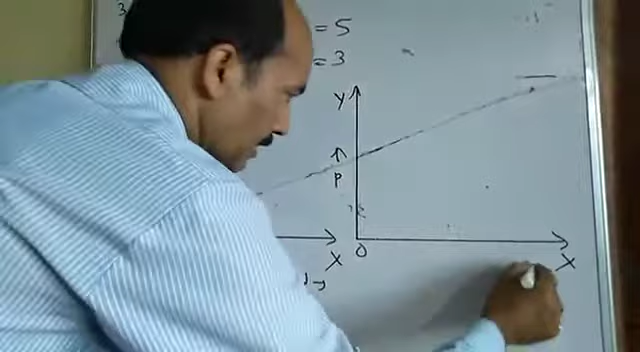 3
= 5
= 3
Y
P
X
O
X